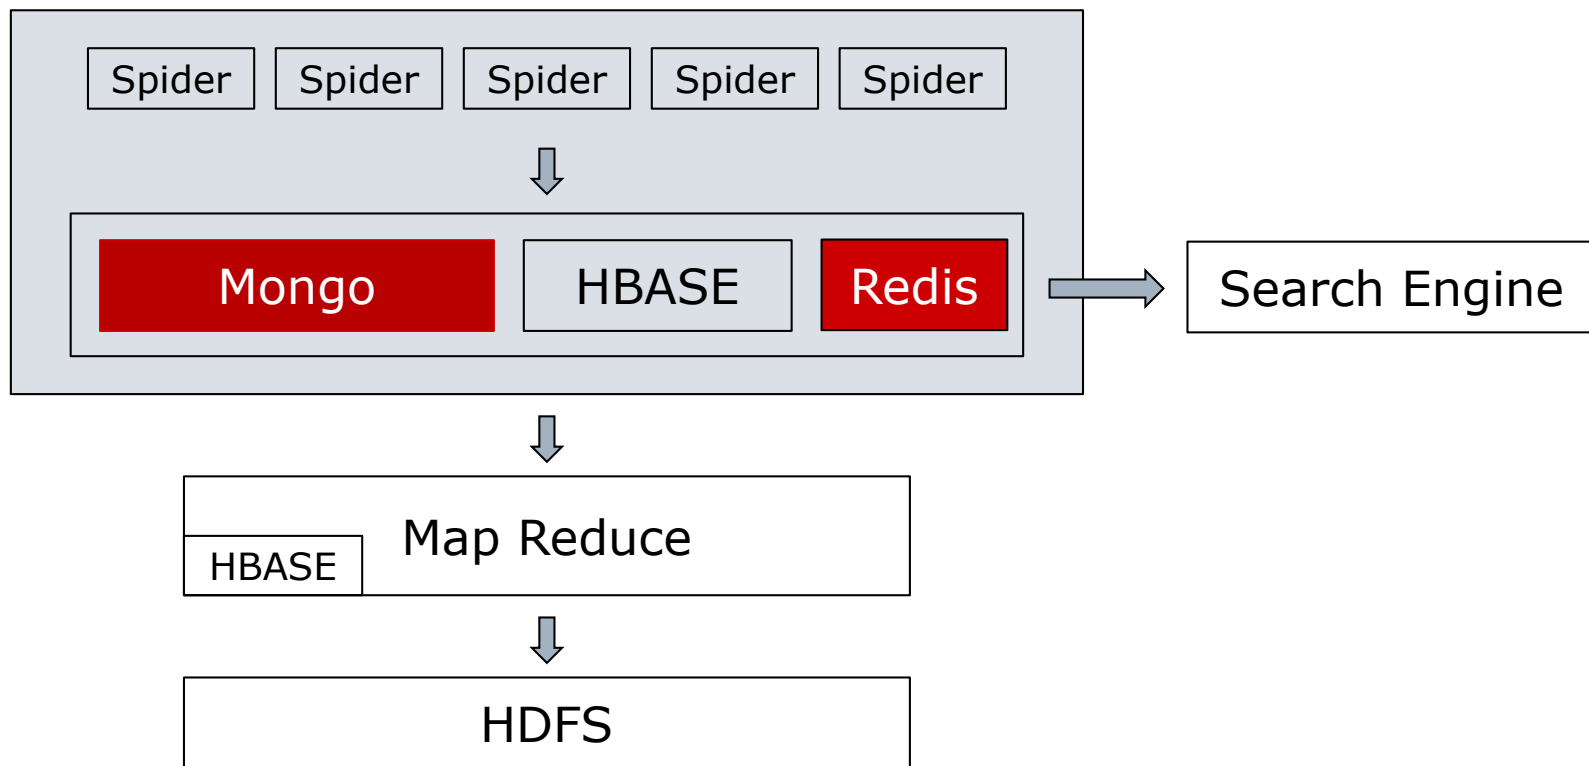 Spider Spider Spider Spider Spider
Mongo HBASE Redis
Search Engine
Map Reduce
HBASE
HDFS